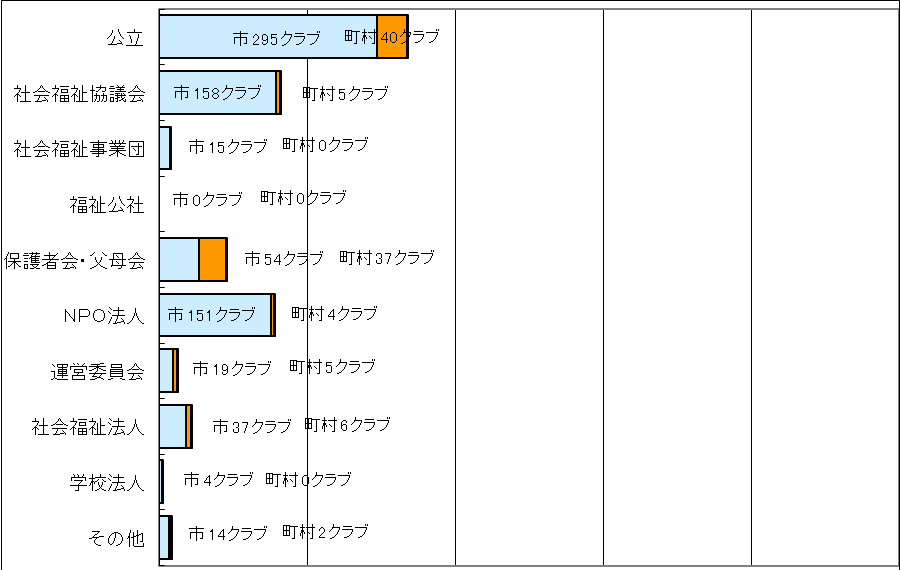 公立 市295クラブ 町村40クラブ
社会福祉協議会 市158クラブ 町村5クラブ
社会福祉事業団 市15クラブ 町村0クラブ
福祉公社 市0クラブ 町村0クラブ
保護者会・父母会 市54クラブ 町村37クラブ
NPO法人 市151クラブ 町村4クラブ
運営委員会 市19クラブ 町村5クラブ
社会福祉法人 市37クラブ 町村6クラブ
学校法人 市4クラブ 町村0クラブ
その他 市14クラブ 町村2クラブ